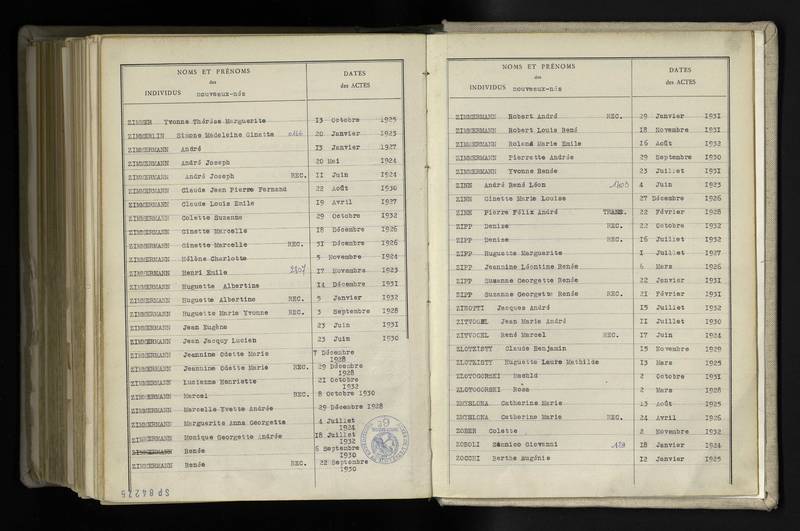 NOMS ET PRÉNOMS
des
INDIVIDUS nouveaux-nés
DATES
des ACTES
ZIMMER Yvonne Thérèse Marguerite 13 Octobre 1925
ZIMMERLIN Simone Madeleine Ginette 20 Janvier 1923
ZIMMERMANN André 13 Janvier 1927
ZIMMERMANN André Joseph 20 Mai 1924
ZIMMERMANN André Joseph REC. 11 Juin 1924
ZIMMERMANN Claude Jean Pierre Fernand 22 Août 1930
ZIMMERMANN Claude Louis Emile 19 Avril 1927
ZIMMERMANN Colette Suzanne 29 Octobre 1932
ZIMMERMANN Ginette Marcelle 18 Décembre 1926
ZIMMERMANN Ginette Marcelle REC. 31 Décembre 1926
ZIMMERMANN Hélène Charlotte 5 Novembre 1924
ZIMMERMANN Henri Emile 2807 17 Novembre 1923
ZIMMERMANN Huguette Albertine 14 Décembre 1931
ZIMMERMANN Huguette Albertine REC. 5 Janvier 1932
ZIMMERMANN Huguette Marie Yvonne REC. 3 Septembre 1928
ZIMMERMANN Jean Eugène 23 Juin 1931
ZIMMERMANN Jean Jacquy Lucien 23 Juin 1930
ZIMMERMANN Jeannine Odette Marie 7 Décembre
1928
ZIMMERMANN Jeannine Odette Marie REC. 29 Décembre
1928
ZIMMERMANN Lucienne Henriette 21 Octobre
1932
ZIMMERMANN Marcel REC. 8 Octobre 1930
ZIMMERMANN Marcelle Yvette Andrée 29 Décembre 1928
ZIMMERMANN Marguerite Anna Georgette 4 Juillet
1924
ZIMMERMANN Monique Georgette Andrée 18 Juillet
1932
ZIMMERMANN Renée 6 Septembre
1930
ZIMMERMANN Renée REC. 22 Septembre
1930
SP 84225
NOMS ET PRÉNOMS
des
INDIVIDUS nouveaux-nés
DATES
des ACTES
ZIMMERMANN Robert André REC. 29 Janvier 1931
ZIMMERMANN Robert Louis René 18 Novembre 1931
ZIMMERMANN Roland Marie Emile 16 Août 1932
ZIMMERMANN Pierrette Andrée 29 Septembre 1930
ZIMMERMANN Yvonne Renée 23 Juillet 1931
ZINN André René Léon 4 Juin 1923
ZINN Ginette Marie Louise 27 Décembre 1926
ZINK Pierre Félix André TRANS. 22 Février 1928
ZIPP Denise REC. 22 Octobre 1932
ZIPP Denise REC. 16 Juillet 1932
ZIPP Huguette Marguerite 1 Juillet 1927
ZIPP Jeannine Léontine Renée 6 Mars 1926
ZIPP Suzanne Georgette Renée 22 Janvier 1931
ZIPP Suzanne Georgette Renée REC. 21 Février 1931
Jacques André 15 Juillet 1932
ZITVOGEL Jean Marie André 11 Juillet 1930
ZITVOGEL René Marcel REC. 17 Juin 1924
ZLOTZISTY Claude Benjamin 15 Novembre 1929
ZLOTZISTY Huguette Laure Mathilde 13 Mars 1925
ZLOTOGORSKI 2 Octobre 1931
ZLOTOGORSKI Rosa 2 Mars 1928
Catherine Marie 13 Août 1925
Catherine Marie REC. 24 Avril 1926
ZOBER Colette 2 Novembre 1932
ZOBOLI Giovanni 18 Janvier 1924
ZOCCHI Berthe Eugénie 12 Janvier 1925